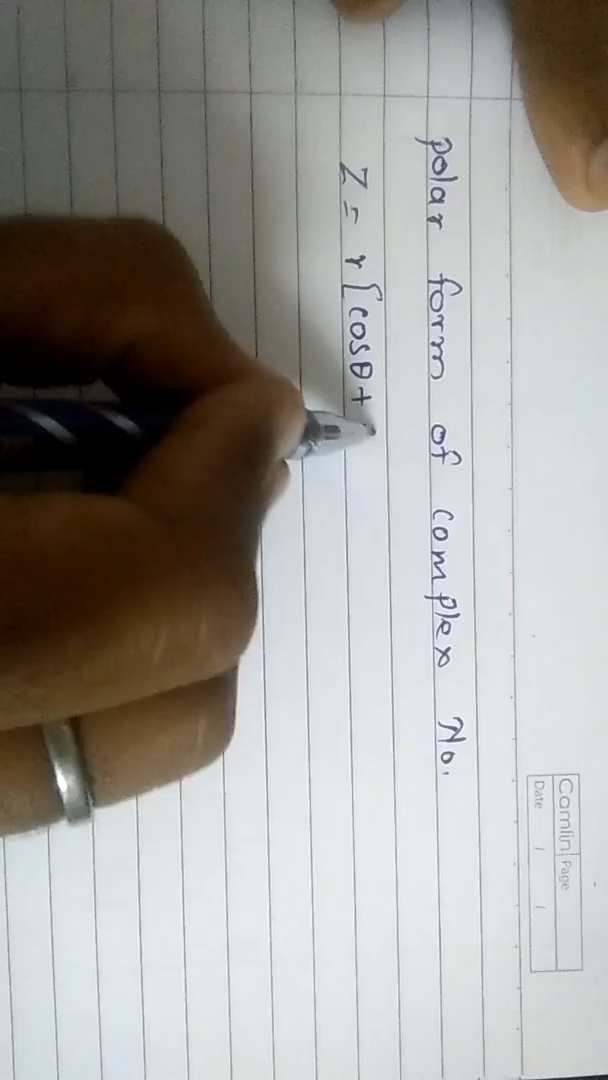 Camlin Page
Date / /
polar form of complex No.
Z = r [cosθ +